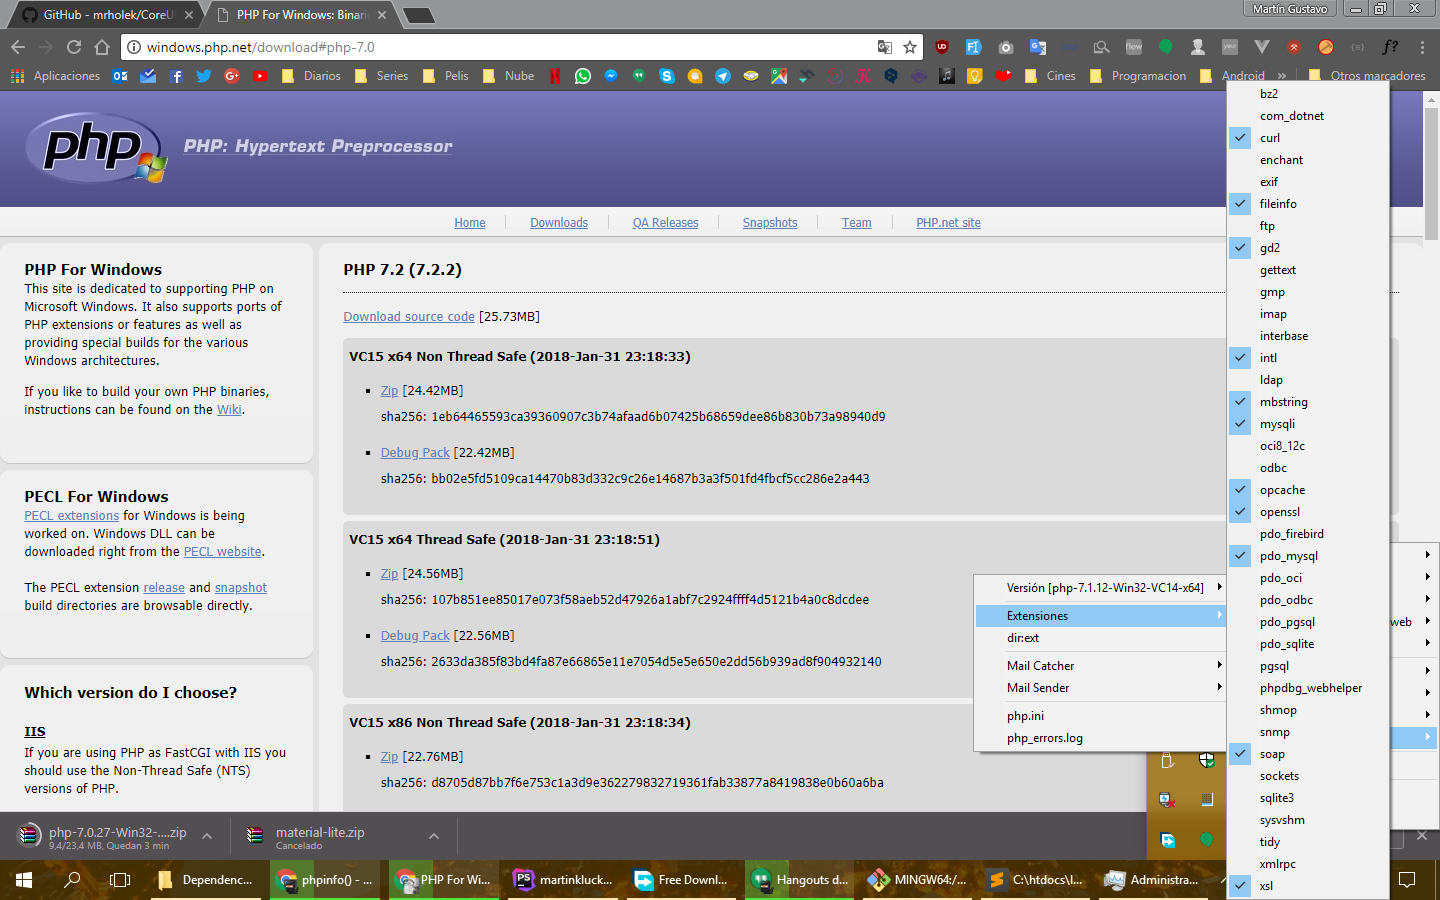 GitHub - mrholek/CoreU
PHP For Windows: Binari
Martín Gustavo
windows.php.net/download#php-7.0
Aplicaciones
Diarios
Series
Pelis
Nube
Cines
Programacion
Android
»
Otros marcadores
php
PHP: Hypertext Preprocessor
Home
Downloads
QA Releases
Snapshots
Team
PHP.net site
PHP For Windows
This site is dedicated to supporting PHP on
Microsoft Windows. It also supports ports of
PHP extensions or features as well as
providing special builds for the various
Windows architectures.
If you like to build your own PHP binaries,
instructions can be found on the Wiki.
PECL For Windows
PECL extensions for Windows is being
worked on. Windows DLL can be
downloaded right from the PECL website.
The PECL extension release and snapshot
build directories are browsable directly.
Which version do I choose?
IIS
If you are using PHP as FastCGI with IIS you
should use the Non-Thread Safe (NTS)
versions of PHP.
PHP 7.2 (7.2.2)
Download source code [25.73MB]
VC15 x64 Non Thread Safe (2018-Jan-31 23:18:33)
Zip [24.42MB]
sha256: 1eb64465593ca39360907c3b74afaad6b07425b68659dee86b830b73a98940d9
Debug Pack [22.42MB]
sha256: bb02e5fd5109ca14470b83d332c9c26e14687b3a3f501fd4fbcf5cc286e2a443
VC15 x64 Thread Safe (2018-Jan-31 23:18:51)
Zip [24.56MB]
sha256: 107b851ee85017e073f58aeb52d47926a1abf7c2924ffff4d5121b4a0c8dcdee
Debug Pack [22.56MB]
sha256: 2633da385f83bd4fa87e66865e11e7054d5e5e650e2dd56b939ad8f904932140
VC15 x86 Non Thread Safe (2018-Jan-31 23:18:34)
Zip [22.76MB]
sha256: d8705d87bb7f6e753c1a3d9e362279832719361fab33877a8419838e0b60a6ba
Versión [php-7.1.12-Win32-VC14-x64]
Extensiones
dir:ext
Mail Catcher
Mail Sender
php.ini
php_errors.log
bz2
com_dotnet
curl
enchant
exif
fileinfo
ftp
gd2
gettext
gmp
imap
interbase
intl
ldap
mbstring
mysqli
oci8_12c
odbc
opcache
openssl
pdo_firebird
pdo_mysql
pdo_oci
pdo_odbc
pdo_pgsql
pdo_sqlite
pgsql
phpdbg_webhelper
shmop
snmp
soap
sockets
sqlite3
sysvshm
tidy
xmlrpc
xsl
web
php-7.0.27-Win32-....zip
9,4/23,4 MB, Quedan 3 min
material-lite.zip
Cancelado
Dependenc...
phpinfo() - ...
PHP For Wi...
martinkluck...
Free Downl...
Hangouts d...
MINGW64:/...
C:\htdocs\l...
Administra...